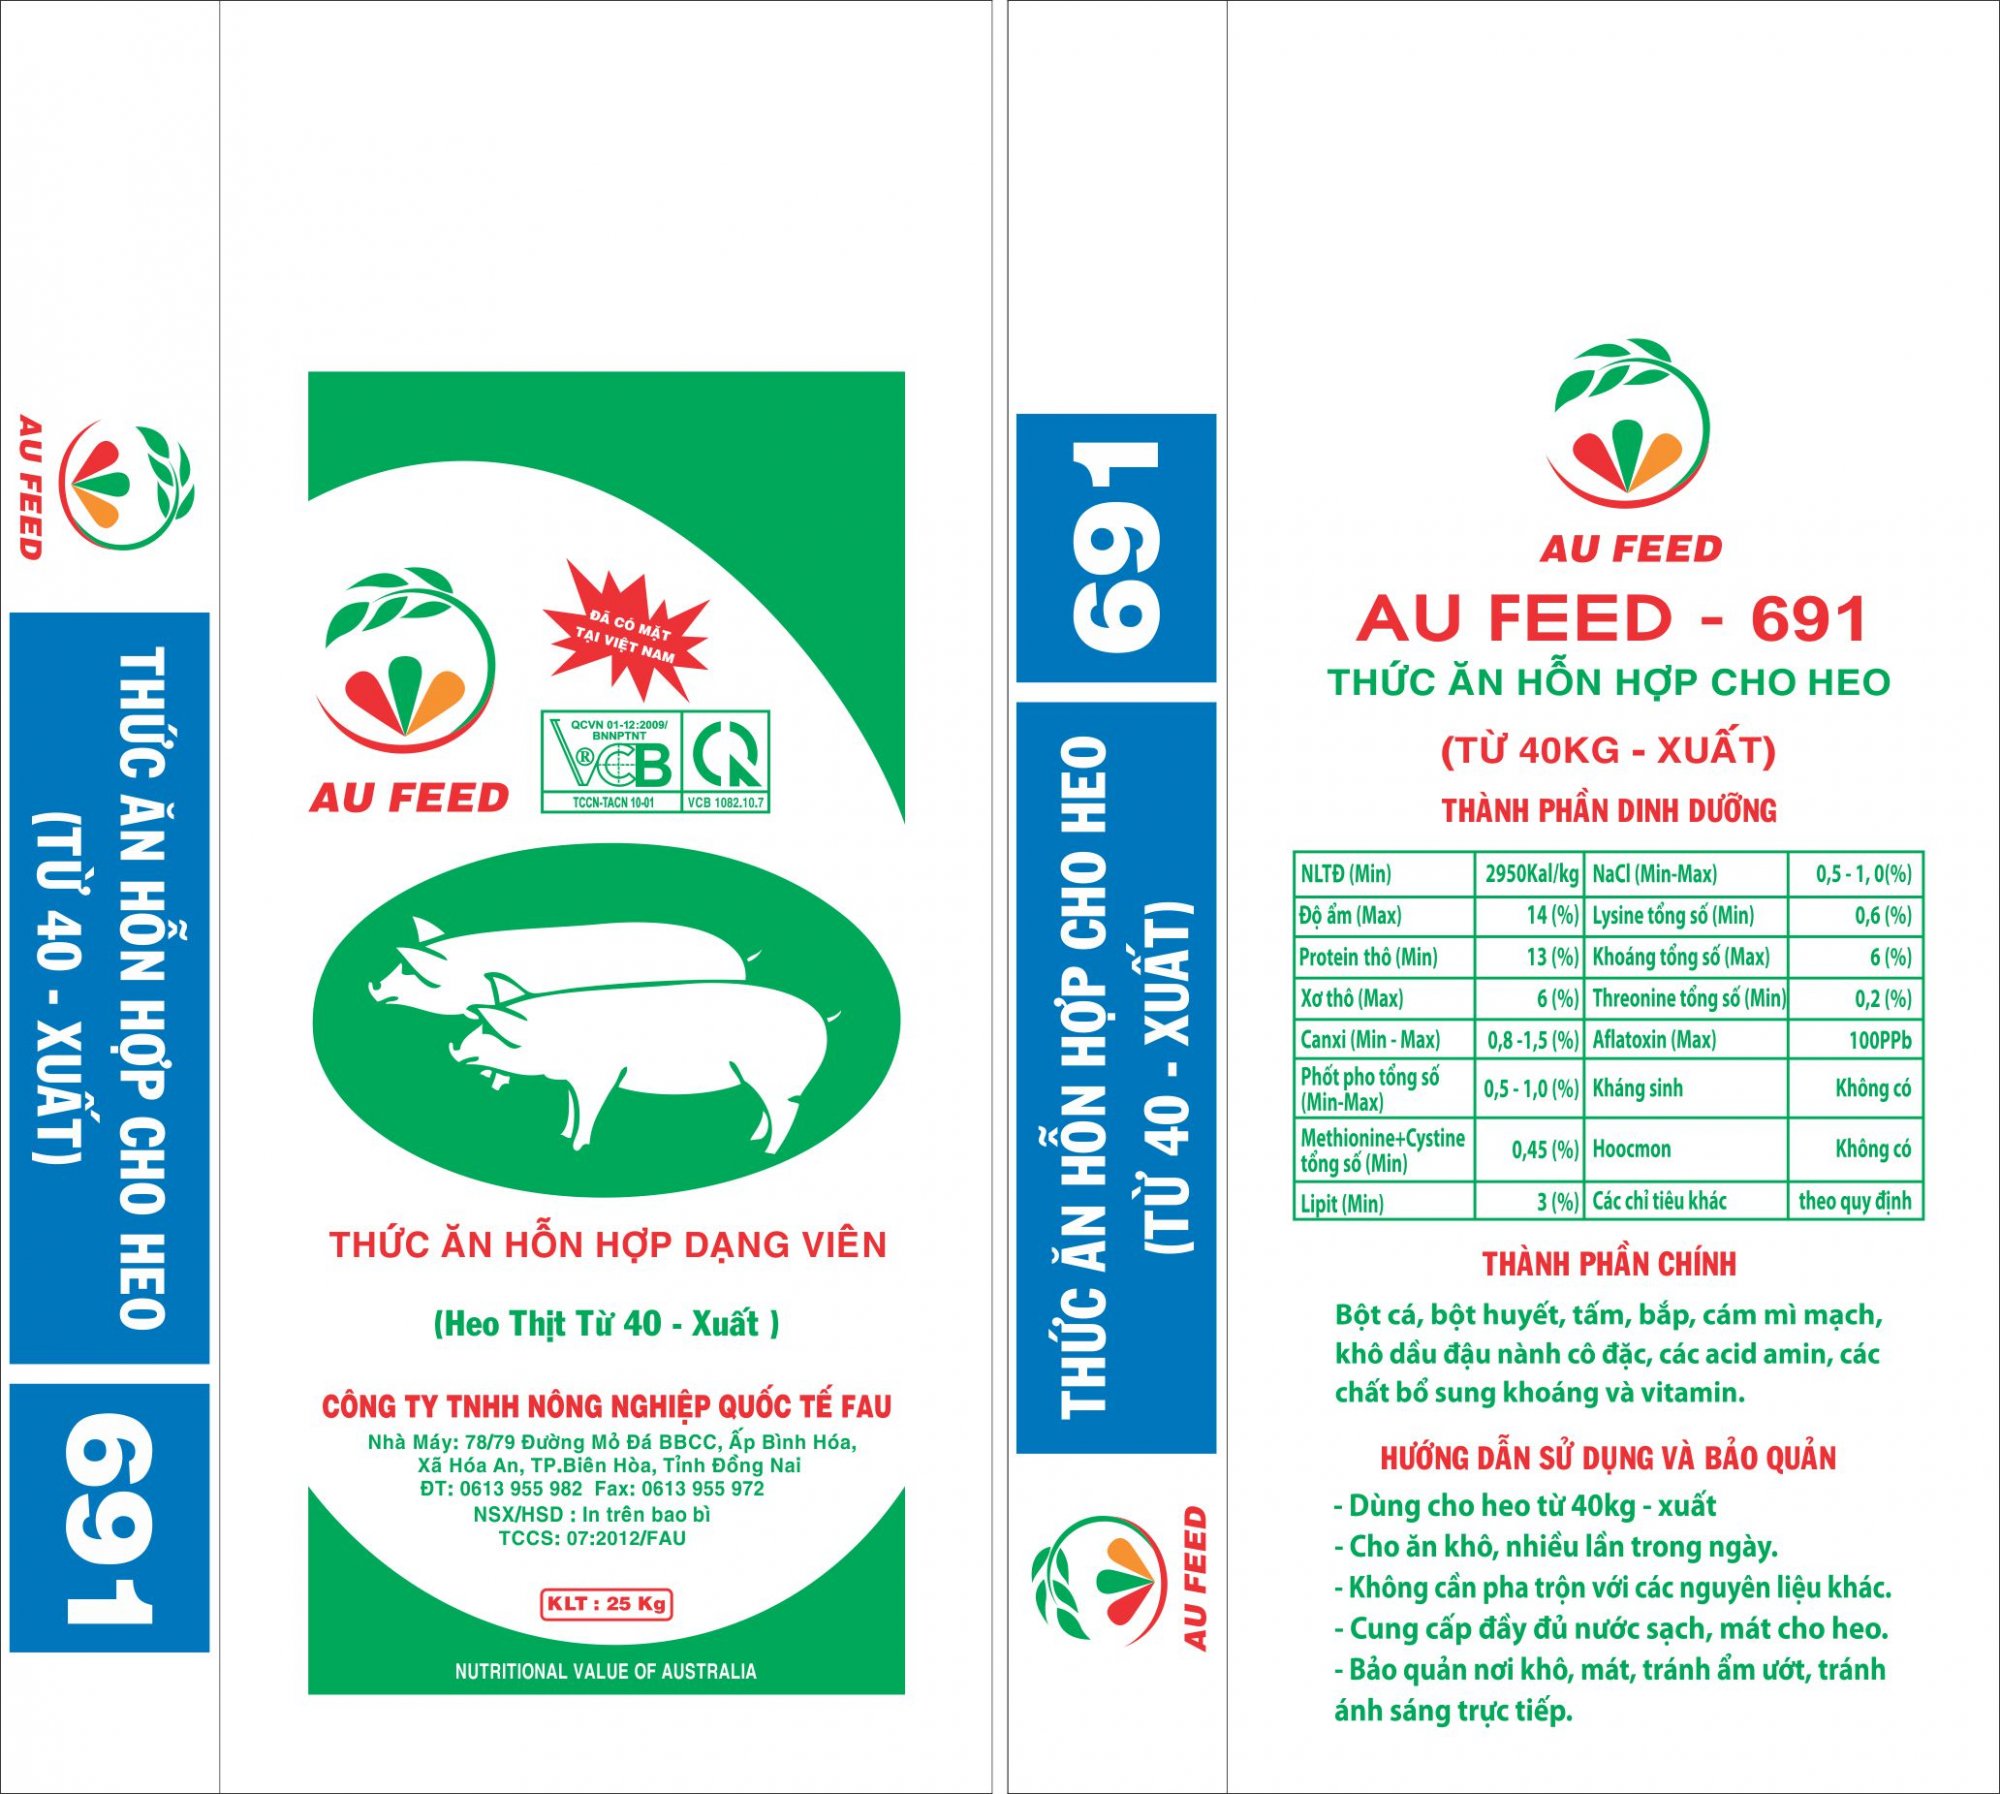 AU FEED
THỨC ĂN HỖN HỢP CHO HEO
(TỪ 40 - XUẤT)
691
AU FEED
ĐÃ CÓ MẶT
TẠI VIỆT NAM
QCVN 01-12:2009/
BNNPTNT
V®CB
TCCN-TACN 10-01
VCB 1082.10.7
THỨC ĂN HỖN HỢP DẠNG VIÊN
(Heo Thịt Từ 40 - Xuất )
CÔNG TY TNHH NÔNG NGHIỆP QUỐC TẾ FAU
Nhà Máy: 78/79 Đường Mỏ Đá BBCC, Ấp Bình Hóa,
Xã Hóa An, TP.Biên Hòa, Tỉnh Đồng Nai
ĐT: 0613 955 982 Fax: 0613 955 972
NSX/HSD : In trên bao bì
TCCS: 07:2012/FAU
KLT : 25 Kg
NUTRITIONAL VALUE OF AUSTRALIA
691
THỨC ĂN HỖN HỢP CHO HEO
(TỪ 40 - XUẤT)
AU FEED
AU FEED
AU FEED - 691
THỨC ĂN HỖN HỢP CHO HEO
(TỪ 40KG - XUẤT)
THÀNH PHẦN DINH DƯỠNG
NLTĐ (Min) 2950Kal/kg NaCl (Min-Max) 0,5 - 1, 0(%)
Độ ẩm (Max) 14 (%) Lysine tổng số (Min) 0,6 (%)
Protein thô (Min) 13 (%) Khoáng tổng số (Max) 6 (%)
Xơ thô (Max) 6 (%) Threonine tổng số (Min) 0,2 (%)
Canxi (Min - Max) 0,8 -1,5 (%) Aflatoxin (Max) 100PPb
Phốt pho tổng số
(Min-Max) 0,5 - 1,0 (%) Kháng sinh Không có
Methionine+Cystine
tổng số (Min) 0,45 (%) Hoocmon Không có
Lipit (Min) 3 (%) Các chỉ tiêu khác theo quy định
THÀNH PHẦN CHÍNH
Bột cá, bột huyết, tấm, bắp, cám mì mạch,
khô dầu đậu nành cô đặc, các acid amin, các
chất bổ sung khoáng và vitamin.
HƯỚNG DẪN SỬ DỤNG VÀ BẢO QUẢN
- Dùng cho heo từ 40kg - xuất
- Cho ăn khô, nhiều lần trong ngày.
- Không cần pha trộn với các nguyên liệu khác.
- Cung cấp đầy đủ nước sạch, mát cho heo.
- Bảo quản nơi khô, mát, tránh ẩm ướt, tránh
ánh sáng trực tiếp.